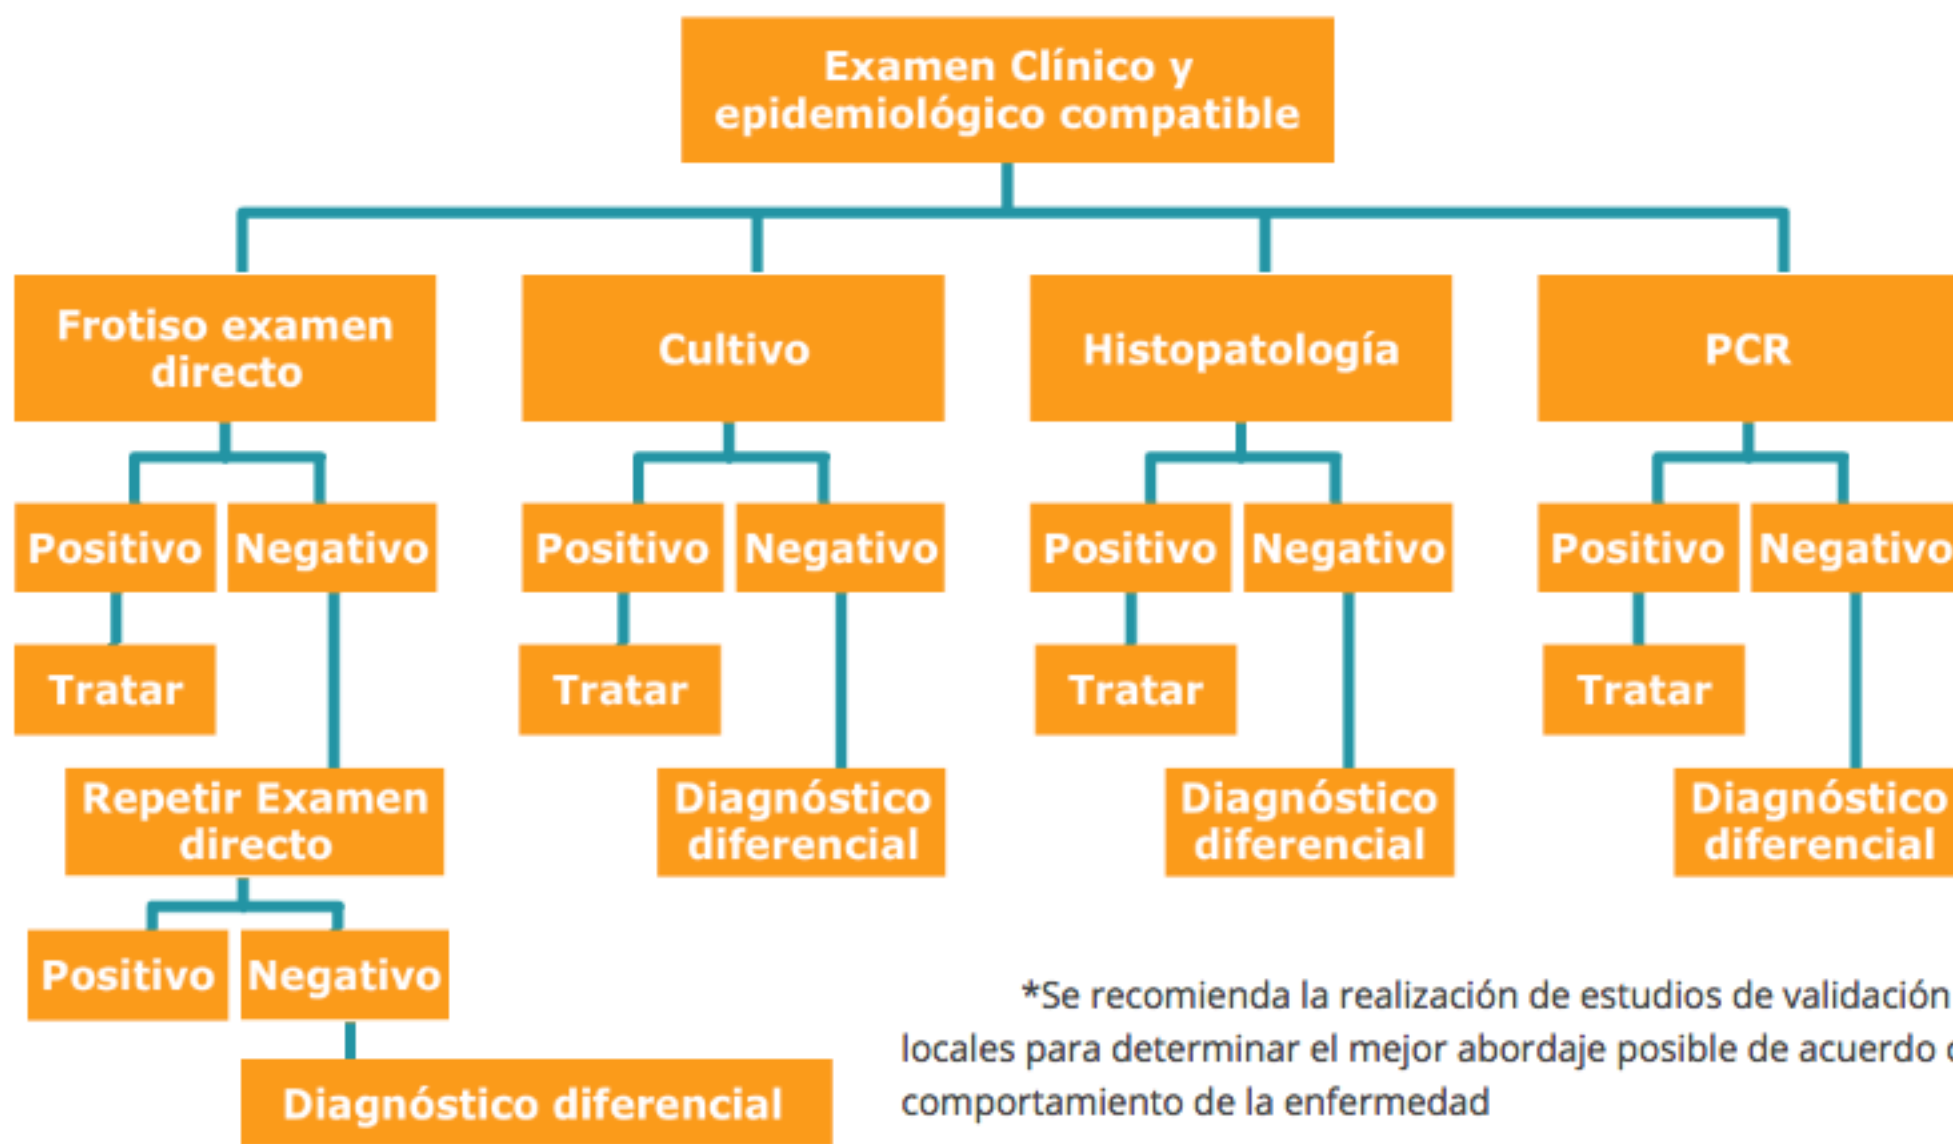 Examen Clínico y
epidemiológico compatible
Frotiso examen
directo
Cultivo
Histopatología
PCR
Positivo
Negativo
Positivo
Negativo
Positivo
Negativo
Positivo
Negativo
Tratar
Tratar
Tratar
Tratar
Repetir Examen
directo
Diagnóstico
diferencial
Diagnóstico
diferencial
Diagnóstico
diferencial
Positivo
Negativo
Diagnóstico diferencial
*Se recomienda la realización de estudios de validación
locales para determinar el mejor abordaje posible de acuerdo
comportamiento de la enfermedad